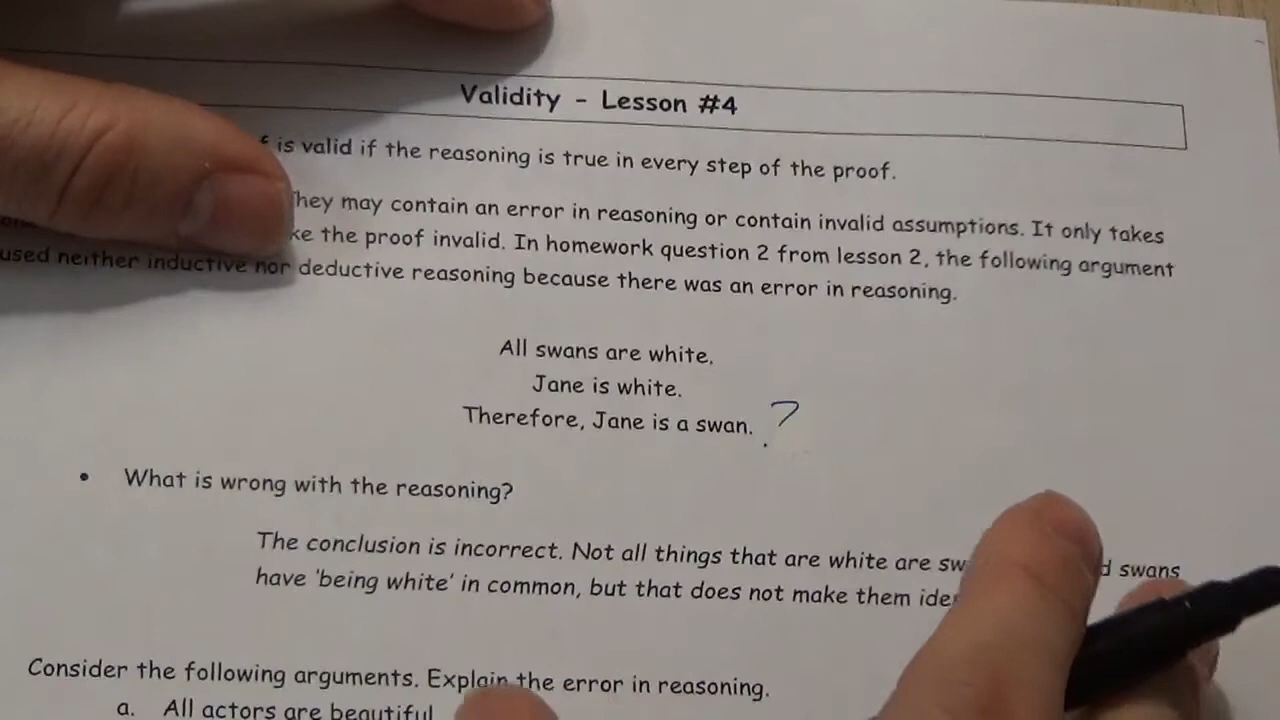 Validity - Lesson #4
is valid if the reasoning is true in every step of the proof.
They may contain an error in reasoning or contain invalid assumptions. It only takes
the proof invalid. In homework question 2 from lesson 2, the following argument
used neither inductive nor deductive reasoning because there was an error in reasoning.
All swans are white.
Jane is white.
Therefore, Jane is a swan. ?
• What is wrong with the reasoning?
The conclusion is incorrect. Not all things that are white are swans
have 'being white' in common, but that does not make them
Consider the following arguments. Explain the error in reasoning.
a. All actors are beautiful